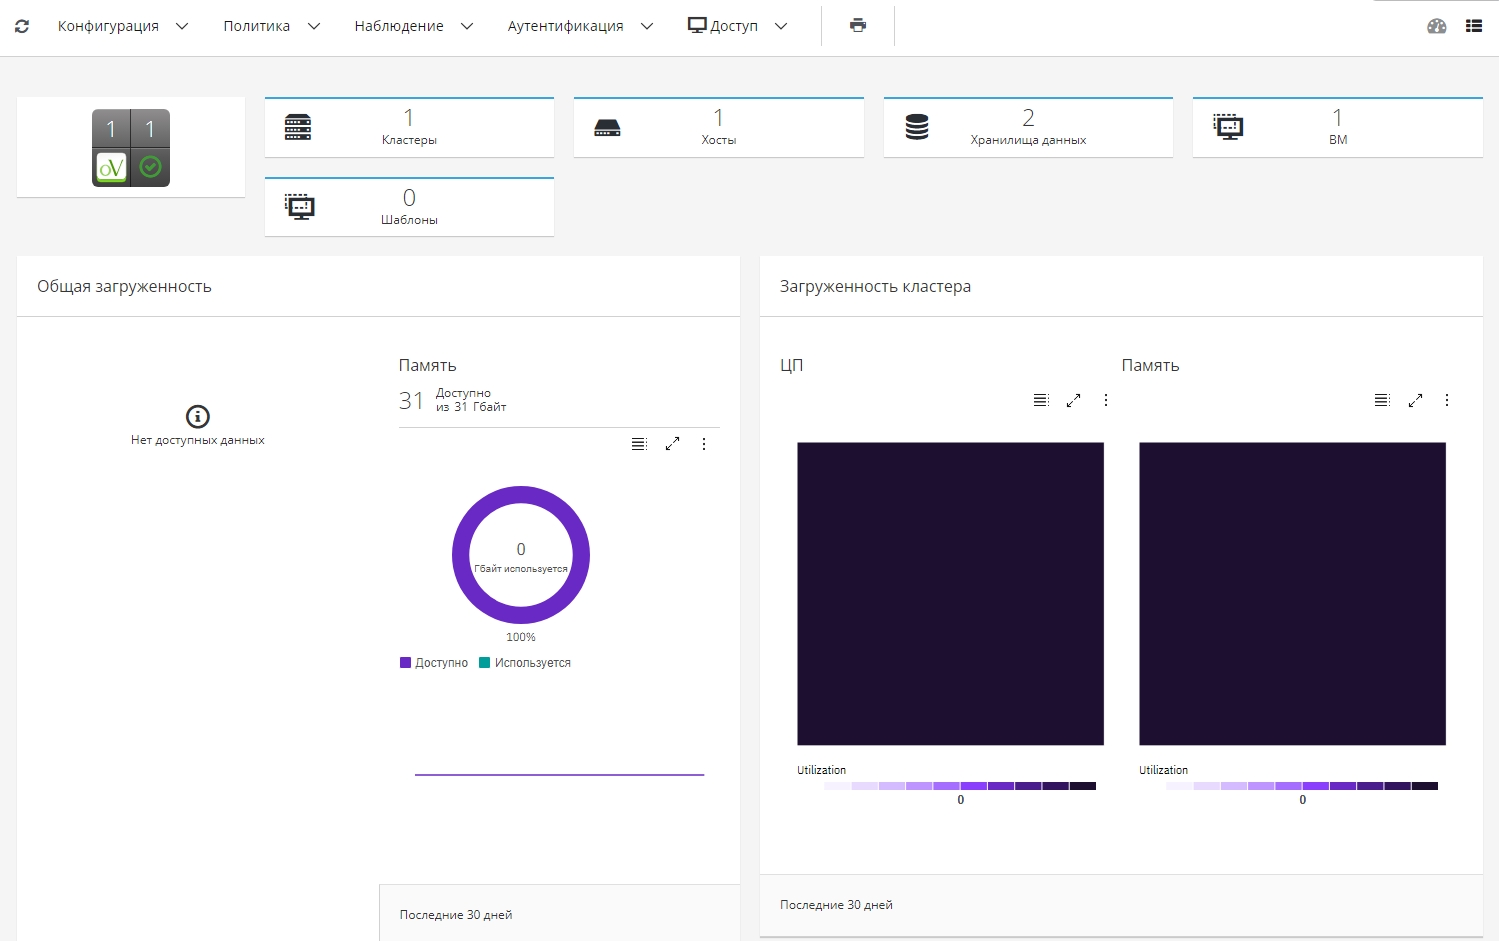 Конфигурация Политика Наблюдение Аутентификация Доступ
1 1
oV
1
Кластеры
1
Хосты
2
Хранилища данных
1
ВМ
0
Шаблоны
Общая загруженность
Нет доступных данных
Память
31 Доступно
из 31 Гбайт
0
Гбайт используется
100%
Доступно Используется
Последние 30 дней
Загруженность кластера
ЦП
Utilization
0
Память
Utilization
0
Последние 30 дней